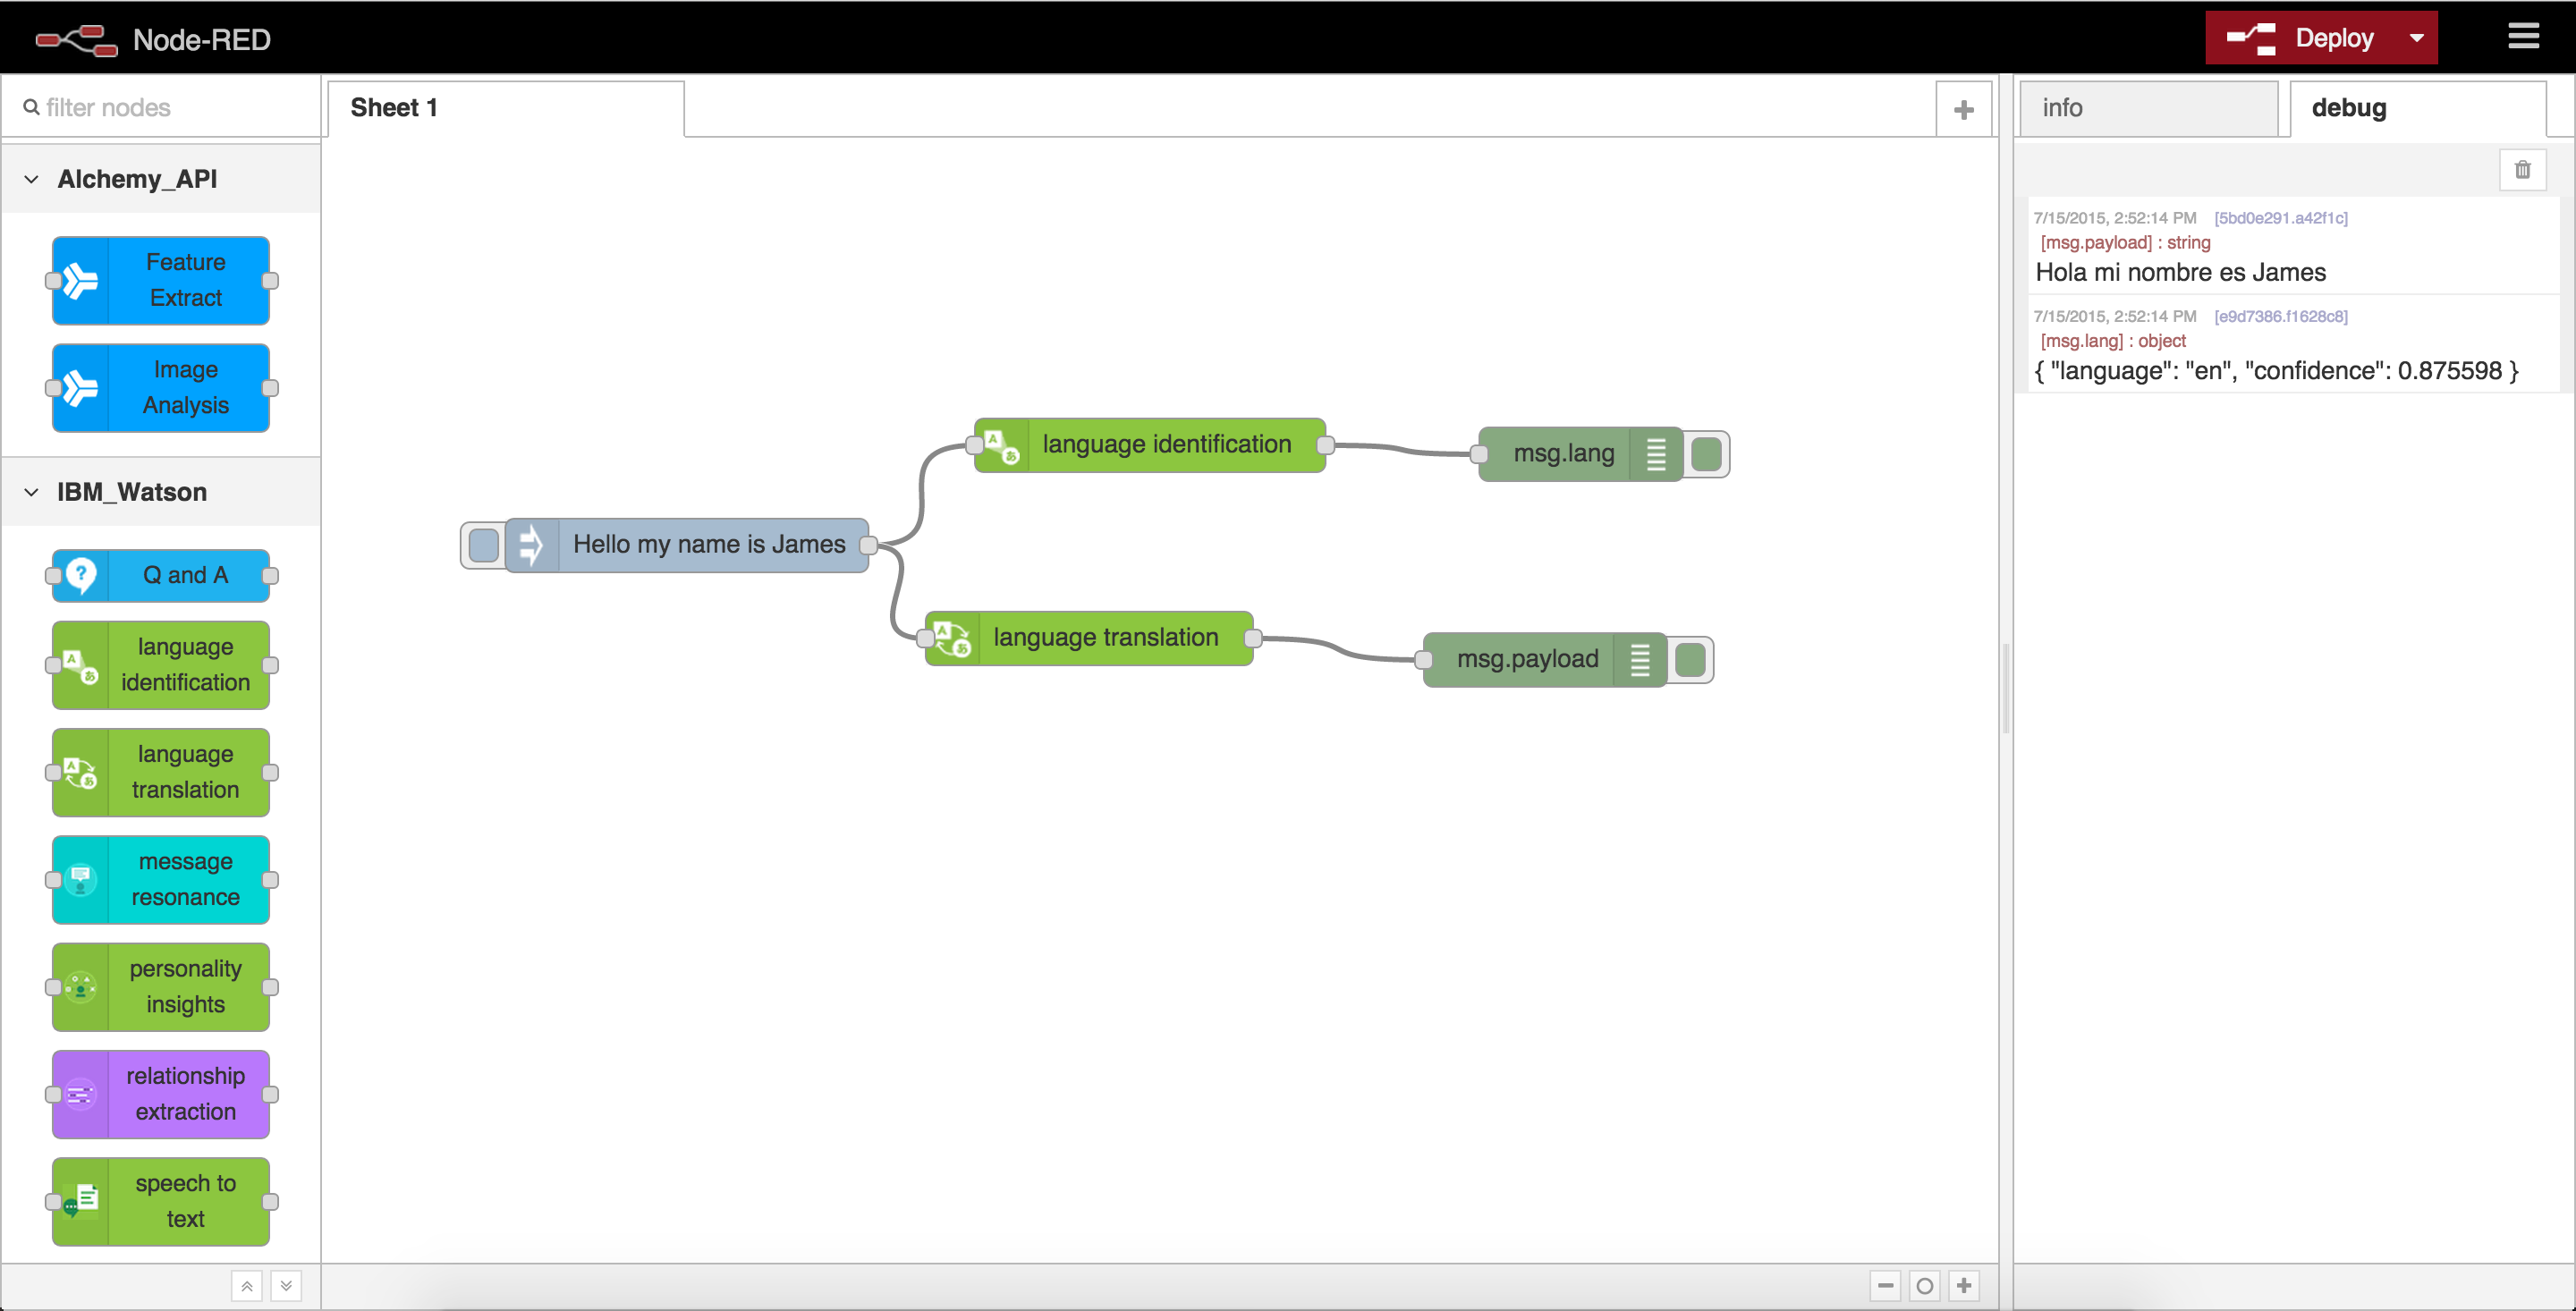 Node-RED
Deploy
filter nodes
Sheet 1
info
debug
Alchemy_API
Feature
Extract
Image
Analysis
IBM_Watson
Q and A
language
identification
language
translation
message
resonance
personality
insights
relationship
extraction
speech to
text
Hello my name is James
language identification
msg.lang
language translation
msg.payload
7/15/2015, 2:52:14 PM [5bd0e291.a42f1c]
[msg.payload] : string
Hola mi nombre es James
7/15/2015, 2:52:14 PM [e9d7386.f1628c8]
[msg.lang] : object
{ "language": "en", "confidence": 0.875598 }